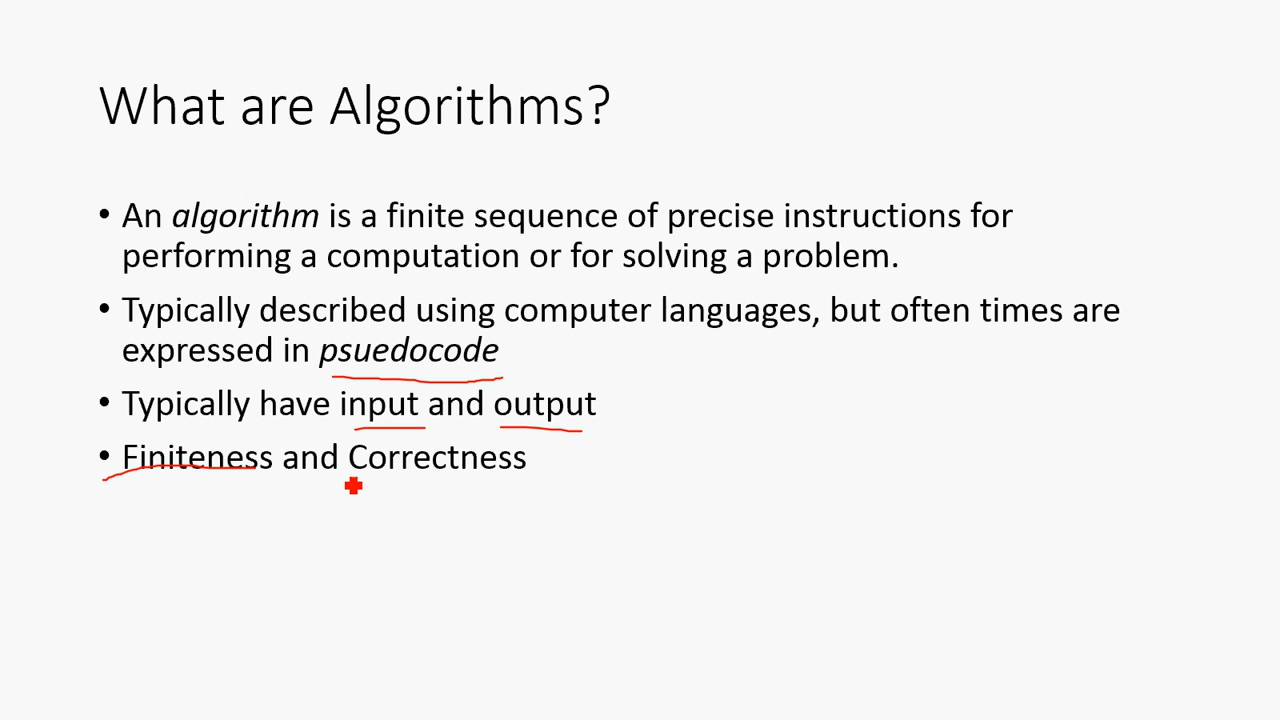 What are Algorithms?
• An algorithm is a finite sequence of precise instructions for
performing a computation or for solving a problem.
• Typically described using computer languages, but often times are
expressed in psuedocode
• Typically have input and output
• Finiteness and Correctness